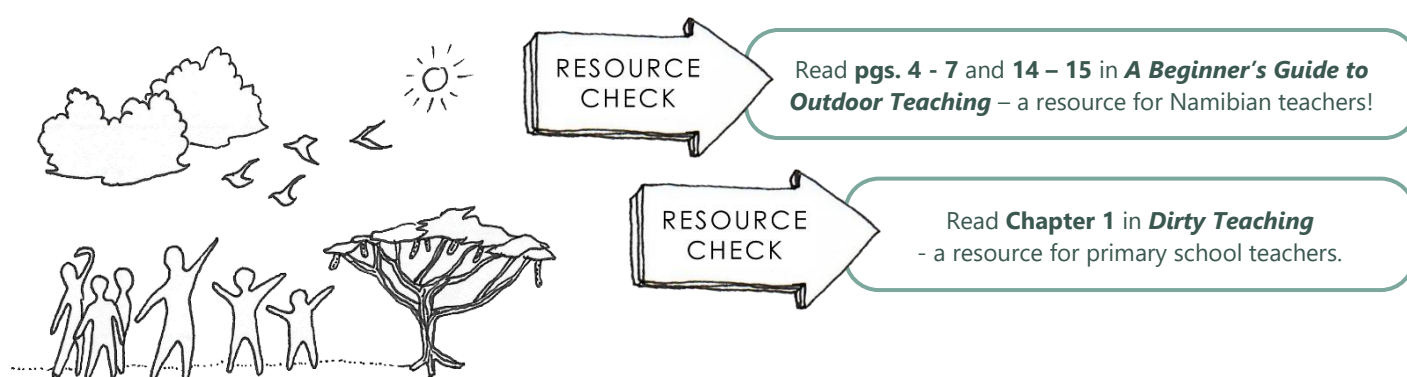 RESOURCE
CHECK
Read pgs. 4 - 7 and 14 – 15 in A Beginner's Guide to
Outdoor Teaching – a resource for Namibian teachers!
RESOURCE
CHECK
Read Chapter 1 in Dirty Teaching
- a resource for primary school teachers.